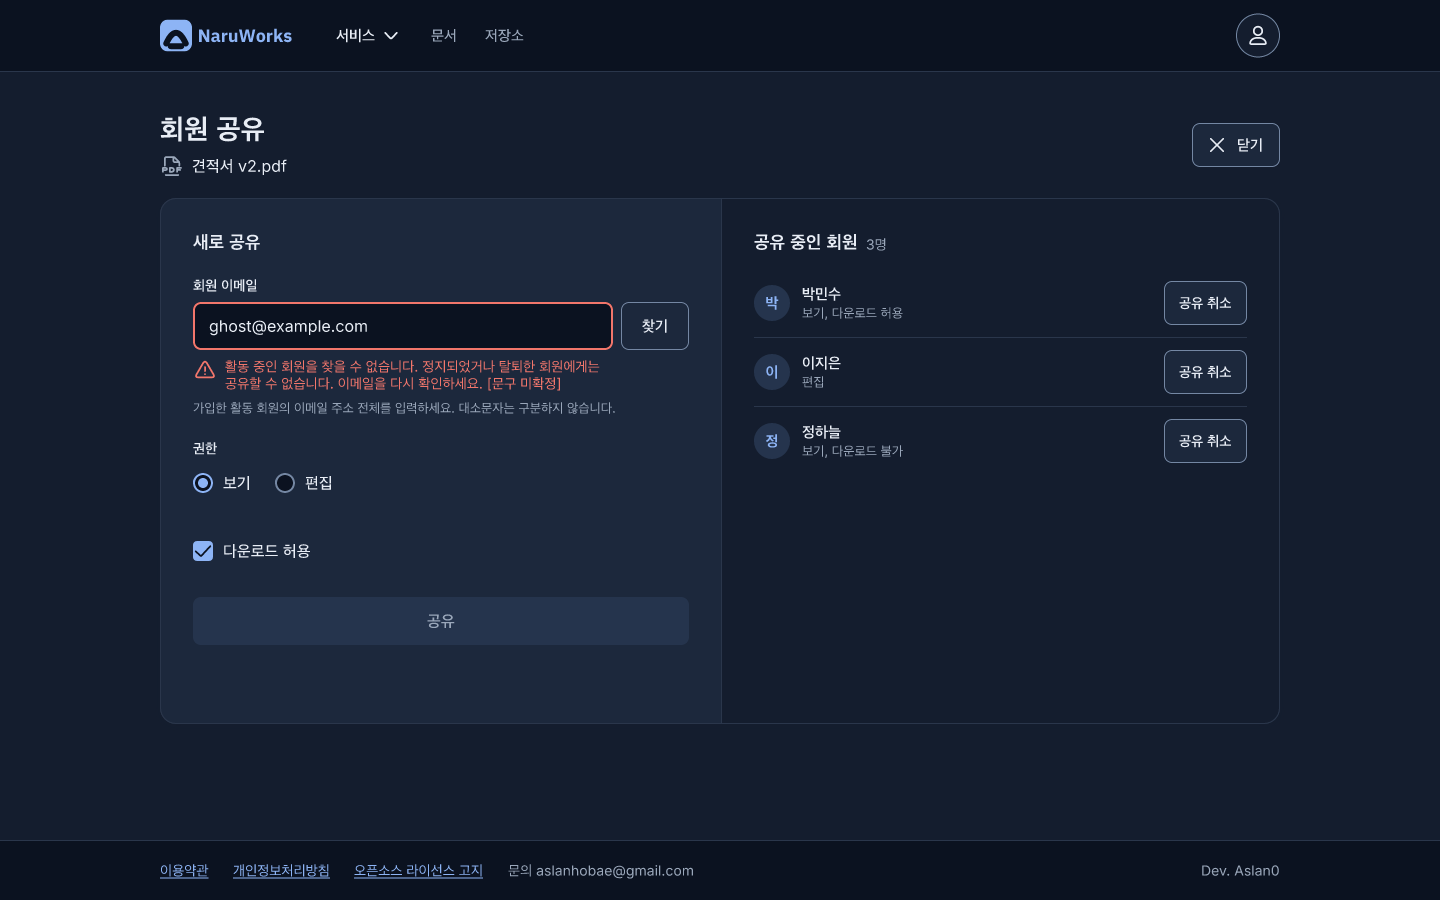 NaruWorks
서비스
문서
저장소
회원 공유
PDF
견적서 v2.pdf
닫기
새로 공유
회원 이메일
ghost@example.com
찾기
활동 중인 회원을 찾을 수 없습니다. 정지되었거나 탈퇴한 회원에게는
공유할 수 없습니다. 이메일을 다시 확인하세요. [문구 미확정]
가입한 활동 회원의 이메일 주소 전체를 입력하세요. 대소문자는 구분하지 않습니다.
권한
보기
편집
다운로드 허용
공유
공유 중인 회원 3명
박
박민수
보기, 다운로드 허용
공유 취소
이
이지은
편집
공유 취소
정
정하늘
보기, 다운로드 불가
공유 취소
이용약관
개인정보처리방침
오픈소스 라이선스 고지
문의 aslanhobae@gmail.com
Dev. Aslan0